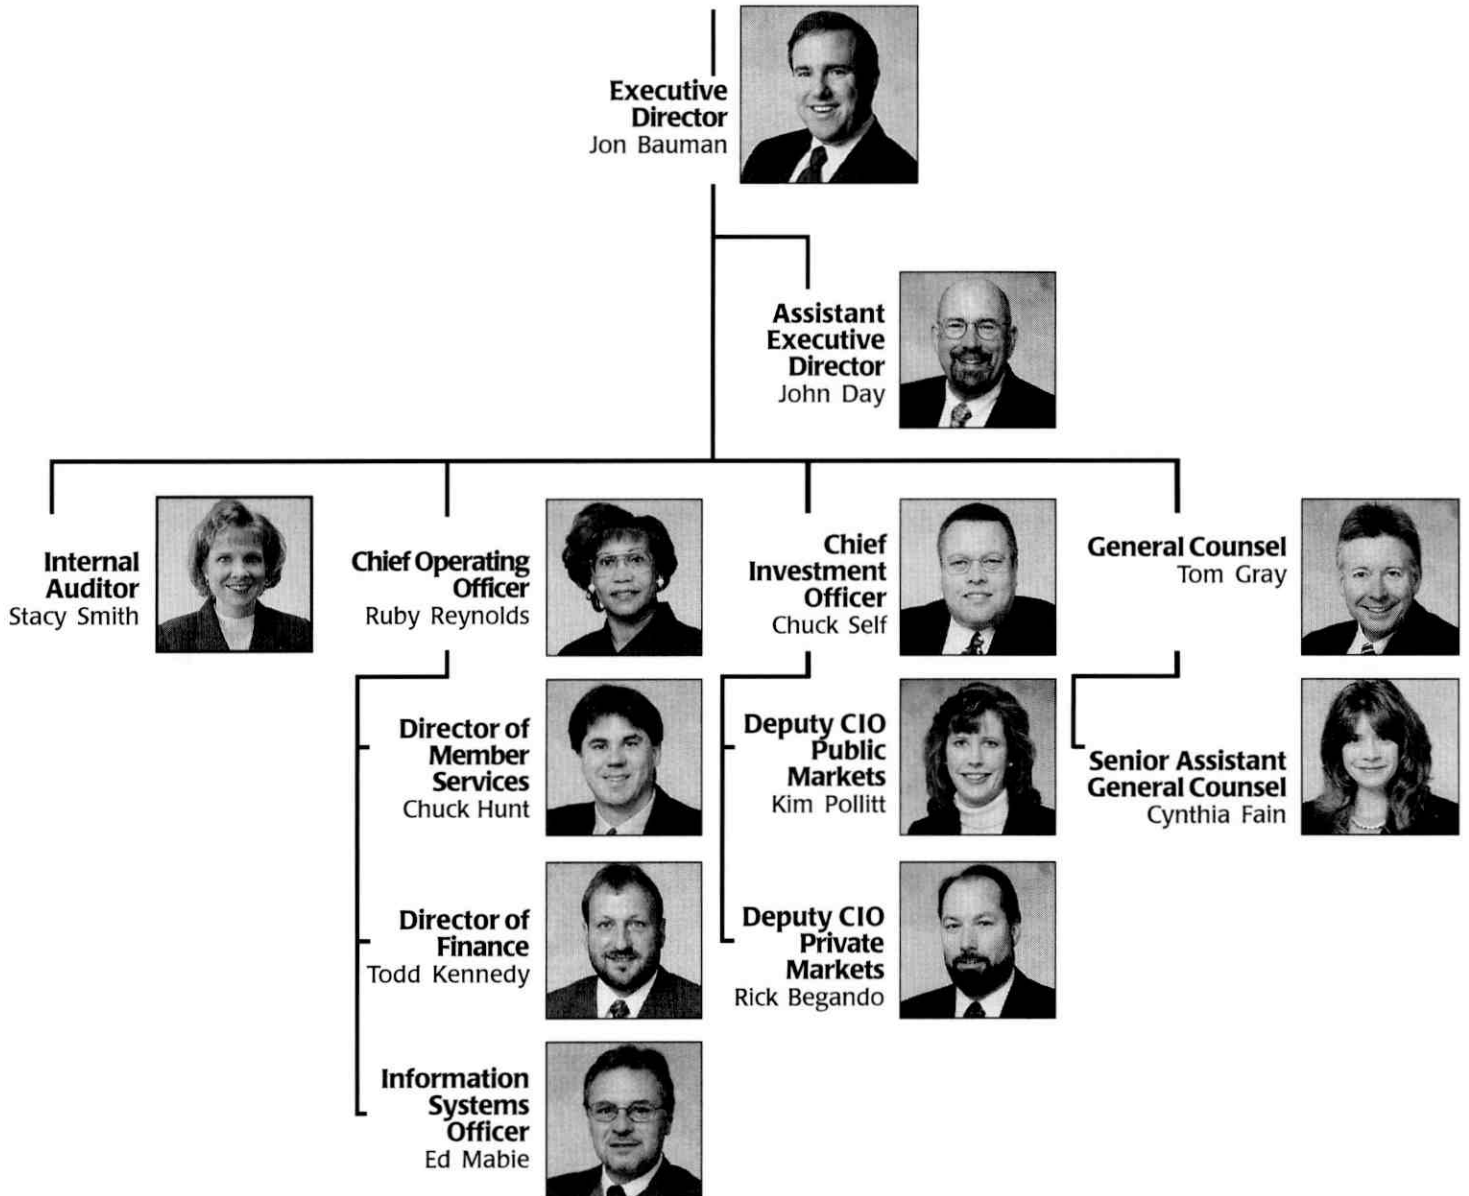 Executive
Director
Jon Bauman
Assistant
Executive
Director
John Day
Internal
Auditor
Stacy Smith
Chief Operating
Officer
Ruby Reynolds
Chief
Investment
Officer
Chuck Self
General Counsel
Tom Gray
Director of
Member
Services
Chuck Hunt
Deputy CIO
Public
Markets
Kim Pollitt
Senior Assistant
General Counsel
Cynthia Fain
Director of
Finance
Todd Kennedy
Deputy CIO
Private
Markets
Rick Begando
Information
Systems
Officer
Ed Mabie